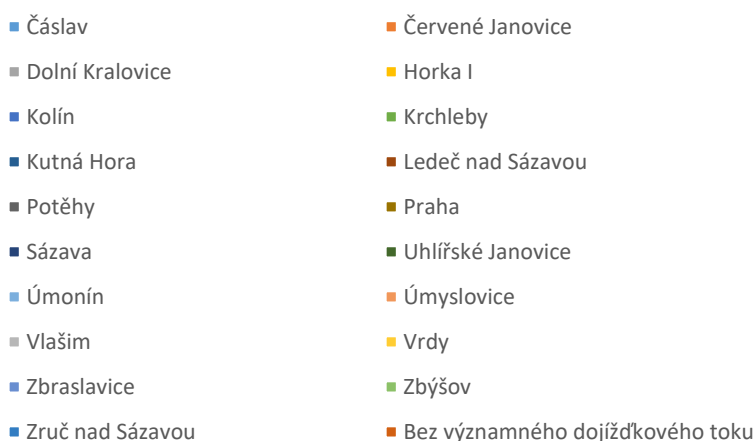 Čáslav
Červené Janovice
Dolní Kralovice
Horka I
Kolín
Krchleby
Kutná Hora
Ledeč nad Sázavou
Potěhy
Praha
Sázava
Uhlířské Janovice
Úmonín
Úmyslovice
Vlašim
Vrdy
Zbraslavice
Zbýšov
Zruč nad Sázavou
Bez významného dojížďkového toku